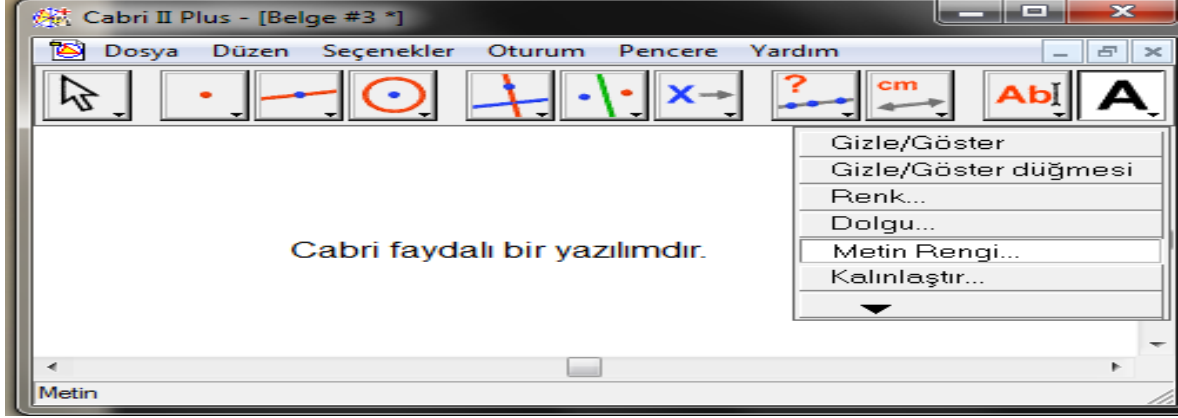 Cabri II Plus - [Belge #3 *]
Dosya Düzen Seçenekler Oturum Pencere Yardım
? cm Ab A
Gizle/Göster
Gizle/Göster düğmesi
Renk...
Dolgu...
Cabri faydalı bir yazılımdır.
Metin Rengi...
Kalınlaştır...
Metin